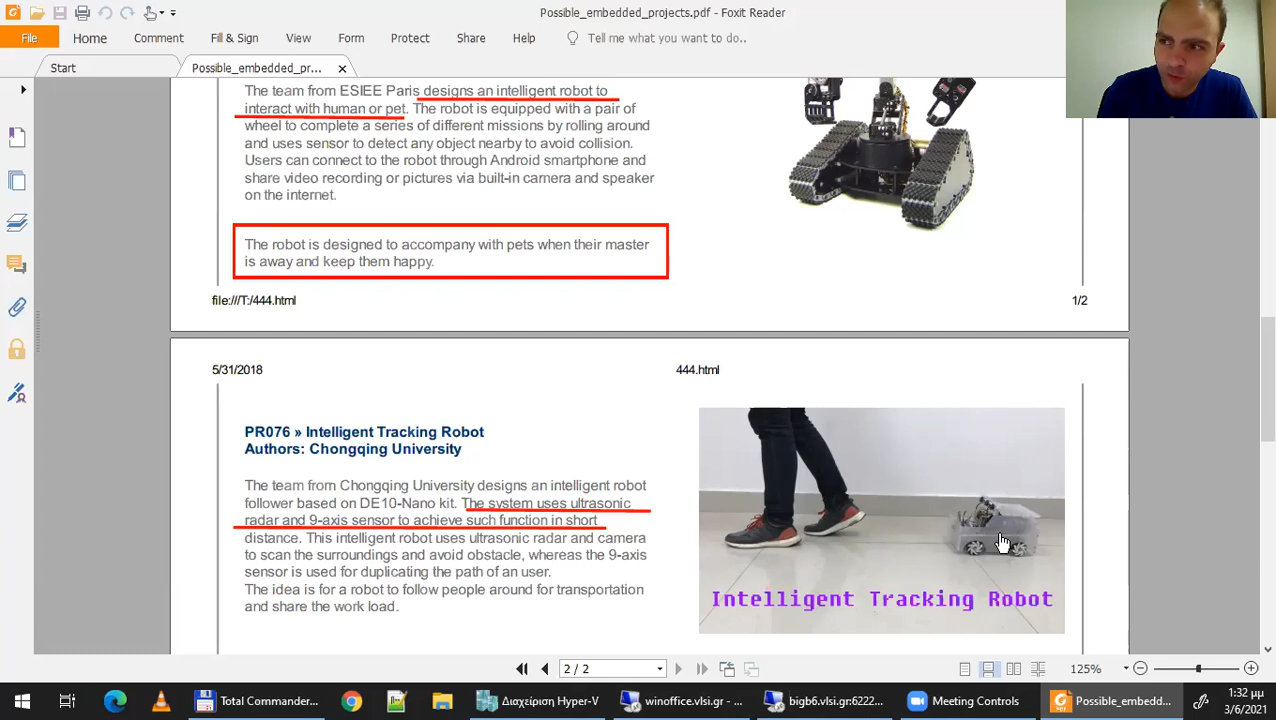 Possible_embedded_projects.pdf - Foxit Reader
File Home Comment Fill & Sign View Form Protect Share Help Tell me what you want to do..
Start Possible_embedded_pr...
The team from ESIEE Paris designs an intelligent robot to
interact with human or pet. The robot is equipped with a pair of
wheel to complete a series of different missions by rolling around
and uses sensor to detect any object nearby to avoid collision.
Users can connect to the robot through Android smartphone and
share video recording or pictures via built-in camera and speaker
on the internet.
The robot is designed to accompany with pets when their master
is away and keep them happy.
file:///T:/444.html 1/2
5/31/2018 444.html
PR076 » Intelligent Tracking Robot
Authors: Chongqing University
The team from Chongqing University designs an intelligent robot
follower based on DE10-Nano kit. The system uses ultrasonic
radar and 9-axis sensor to achieve such function in short
distance. This intelligent robot uses ultrasonic radar and camera
to scan the surroundings and avoid obstacle, whereas the 9-axis
sensor is used for duplicating the path of an user.
The idea is for a robot to follow people around for transportation
and share the work load.
Intelligent Tracking Robot
2 / 2 125%
Total Commander... Διαχείριση Hyper-V winoffice.vlsi.gr - ... bigb6.vlsi.gr:6222... Meeting Controls Possible_embedd... 1:32 μμ
3/6/2021